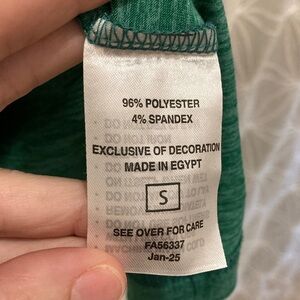 96% POLYESTER
4% SPANDEX
EXCLUSIVE OF DECORATION
MADE IN EGYPT
S
SEE OVER FOR CARE
FA56337
Jan-25